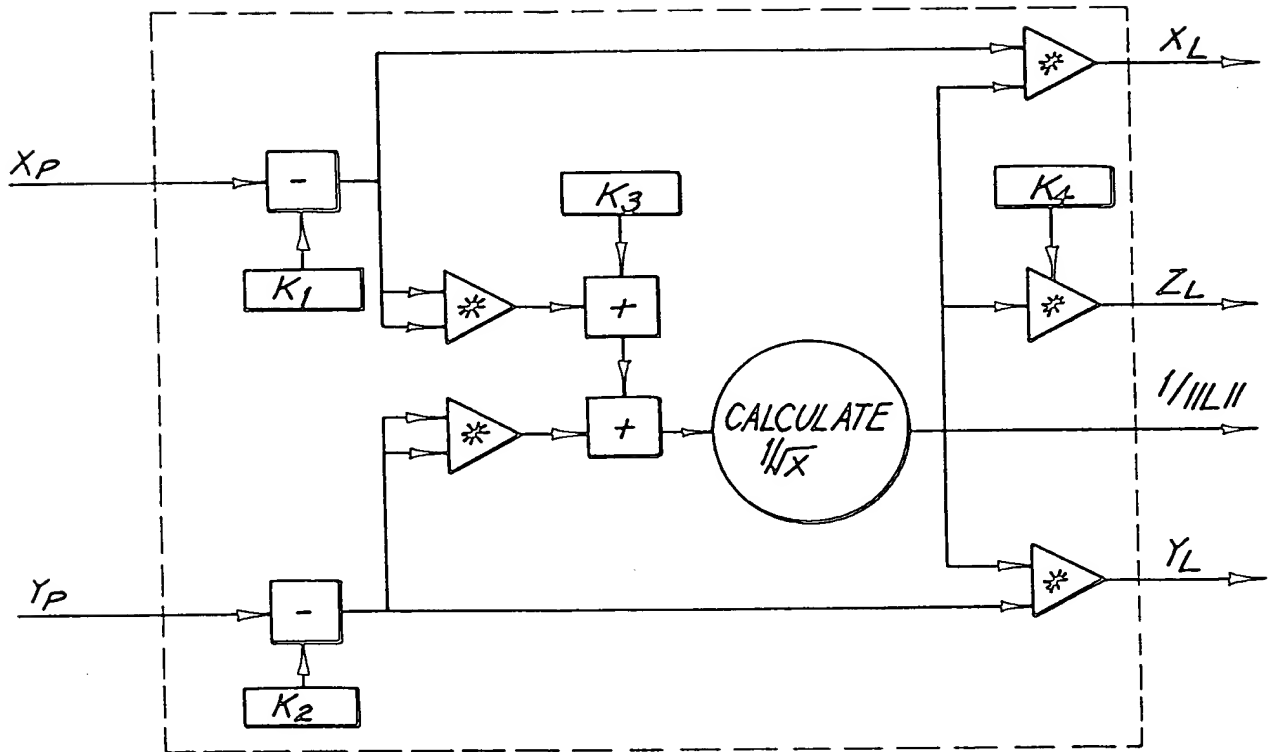 XL
XP
-
K3
K4
K1
*
+
ZL
1/||L||
*
+
CALCULATE
1/√X
YP
-
YL
K2